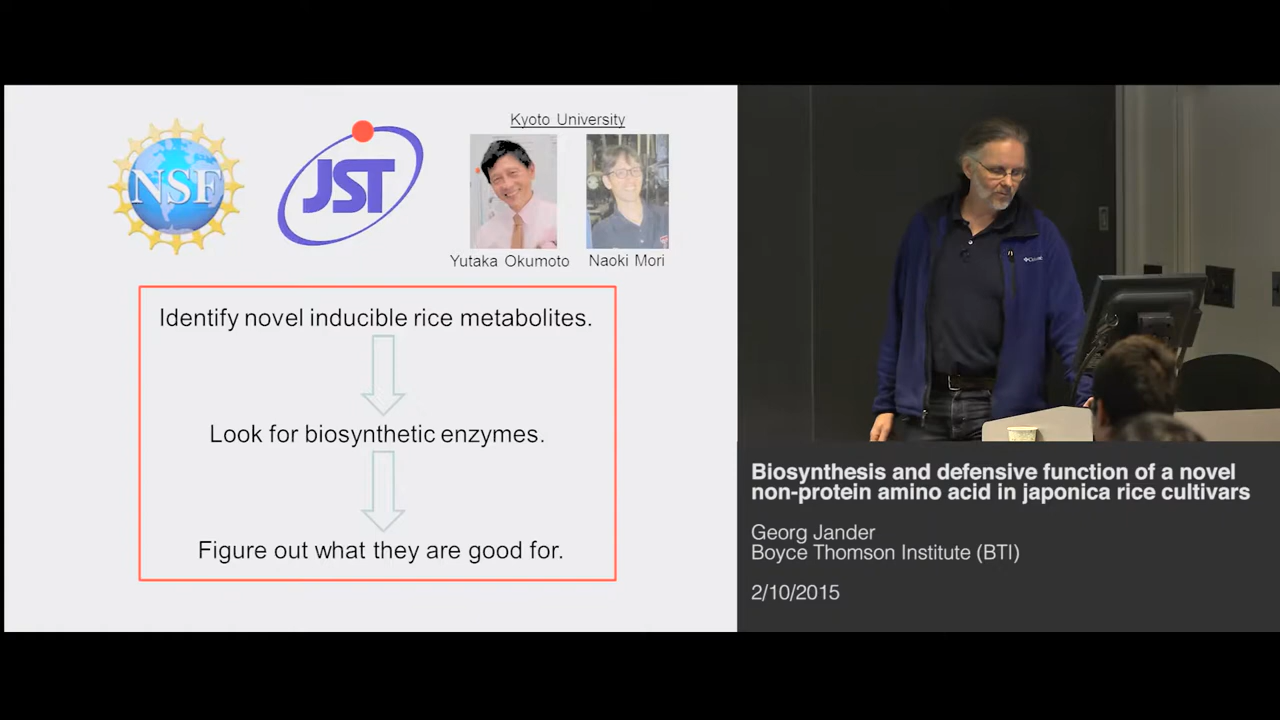 NSF
JST
Kyoto University
Yutaka Okumoto
Naoki Mori
Identify novel inducible rice metabolites.
Look for biosynthetic enzymes.
Figure out what they are good for.
Biosynthesis and defensive function of a novel
non-protein amino acid in japonica rice cultivars
Georg Jander
Boyce Thomson Institute (BTI)
2/10/2015